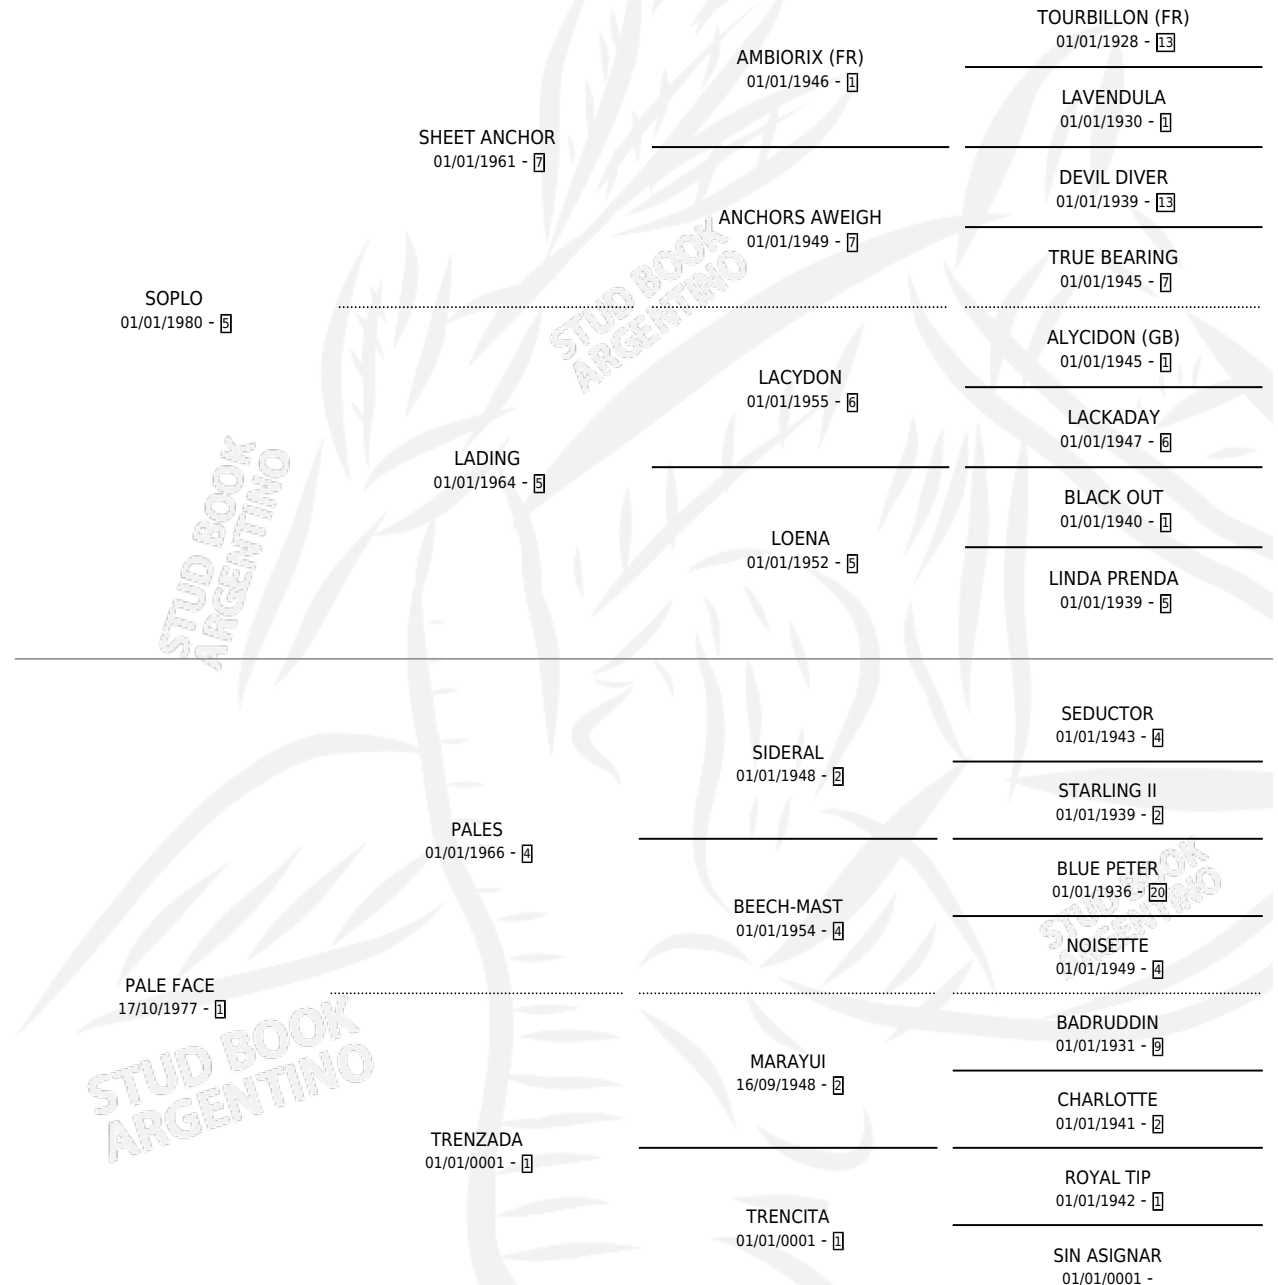 TOURBILLON (FR)
01/01/1928 - 13
AMBIORIX (FR)
01/01/1946 - 1
LAVENDULA
01/01/1930 - 1
SHEET ANCHOR
01/01/1961 - 7
DEVIL DIVER
01/01/1939 - 13
ANCHORS AWEIGH
01/01/1949 - 7
TRUE BEARING
01/01/1945 - 7
SOPLO
01/01/1980 - 5
ALYCIDON (GB)
01/01/1945 - 1
LACYDON
01/01/1955 - 6
LACKADAY
01/01/1947 - 6
LADING
01/01/1964 - 5
BLACK OUT
01/01/1940 - 1
LOENA
01/01/1952 - 5
LINDA PRENDA
01/01/1939 - 5
SEDUCTOR
01/01/1943 - 4
SIDERAL
01/01/1948 - 2
STARLING II
01/01/1939 - 2
PALES
01/01/1966 - 4
BLUE PETER
01/01/1936 - 20
BEECH-MAST
01/01/1954 - 4
NOISETTE
01/01/1949 - 4
PALE FACE
17/10/1977 - 1
BADRUDDIN
01/01/1931 - 9
MARAYUI
16/09/1948 - 2
CHARLOTTE
01/01/1941 - 2
TRENZADA
01/01/0001 - 1
ROYAL TIP
01/01/1942 - 1
TRENCITA
01/01/0001 - 1
SIN ASIGNAR
01/01/0001 -
STUD BOOK
ARGENTINO
STUD BOOK
ARGENTINO
STUD BOOK
ARGENTINO
STUD BOOK
ARGENTINO